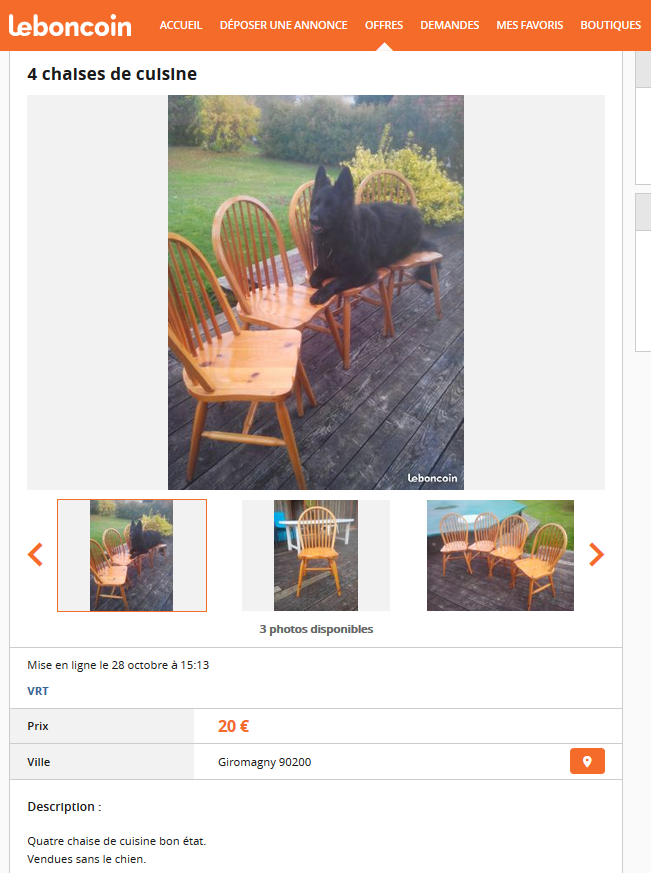 leboncoin
ACCUEIL DÉPOSER UNE ANNONCE OFFRES DEMANDES MES FAVORIS BOUTIQUES
4 chaises de cuisine
leboncoin
3 photos disponibles
Mise en ligne le 28 octobre à 15:13
VRT
Prix 20 €
Ville Giromagny 90200
Description :
Quatre chaise de cuisine bon état.
Vendues sans le chien.